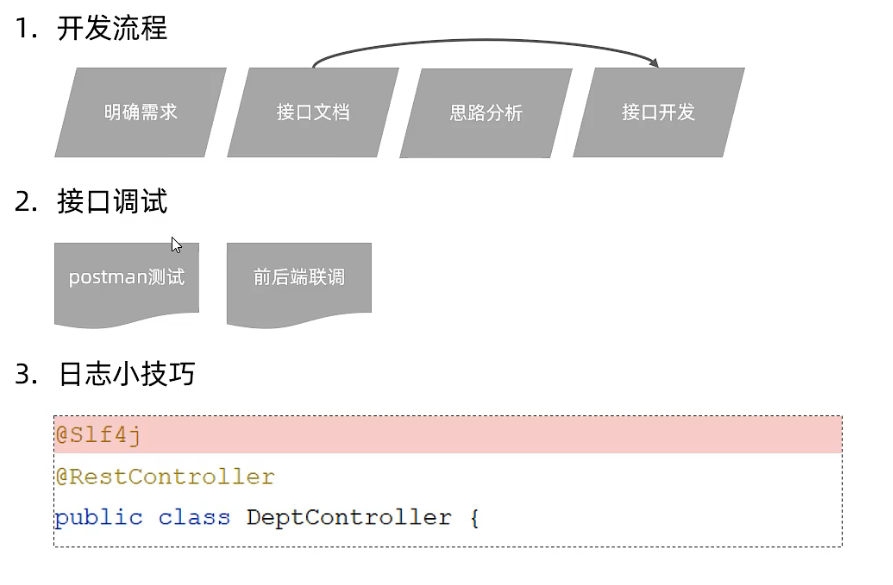 1. 开发流程
明确需求 接口文档 思路分析 接口开发
2. 接口调试
postman测试 前后端联调
3. 日志小技巧
@Slf4j
@RestController
public class DeptController {